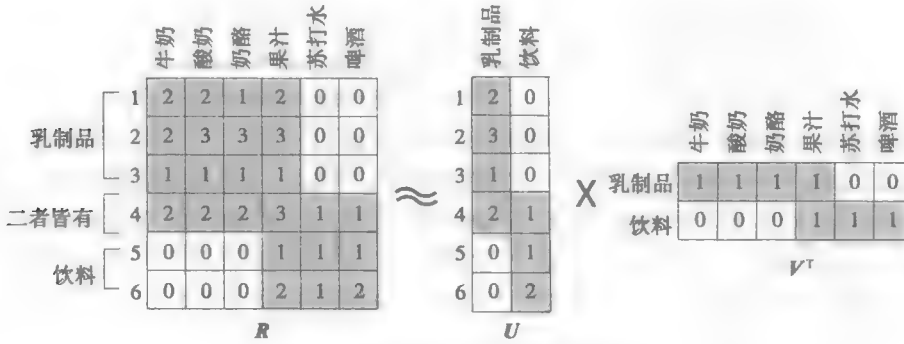 牛奶 酸奶 奶酪 果汁 苏打水 啤酒
乳制品 饮料
1 2 2 1 2 0 0
2 2 3 3 3 0 0
3 1 1 1 1 0 0
4 2 2 2 3 1 1
5 0 0 0 1 1 1
6 0 0 0 2 1 2
乳制品
二者皆有
饮料
R
≈
1 2 0
2 3 0
3 1 0
4 2 1
5 0 1
6 0 2
U
X
牛奶 酸奶 奶酪 果汁 苏打水 啤酒
乳制品 1 1 1 1 0 0
饮料 0 0 0 1 1 1
Vᵀ